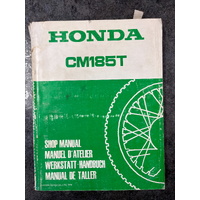 HONDA
CM185T
SHOP MANUAL
MANUEL D'ATELIER
WERKSTATT-HANDBUCH
MANUAL DE TALLER